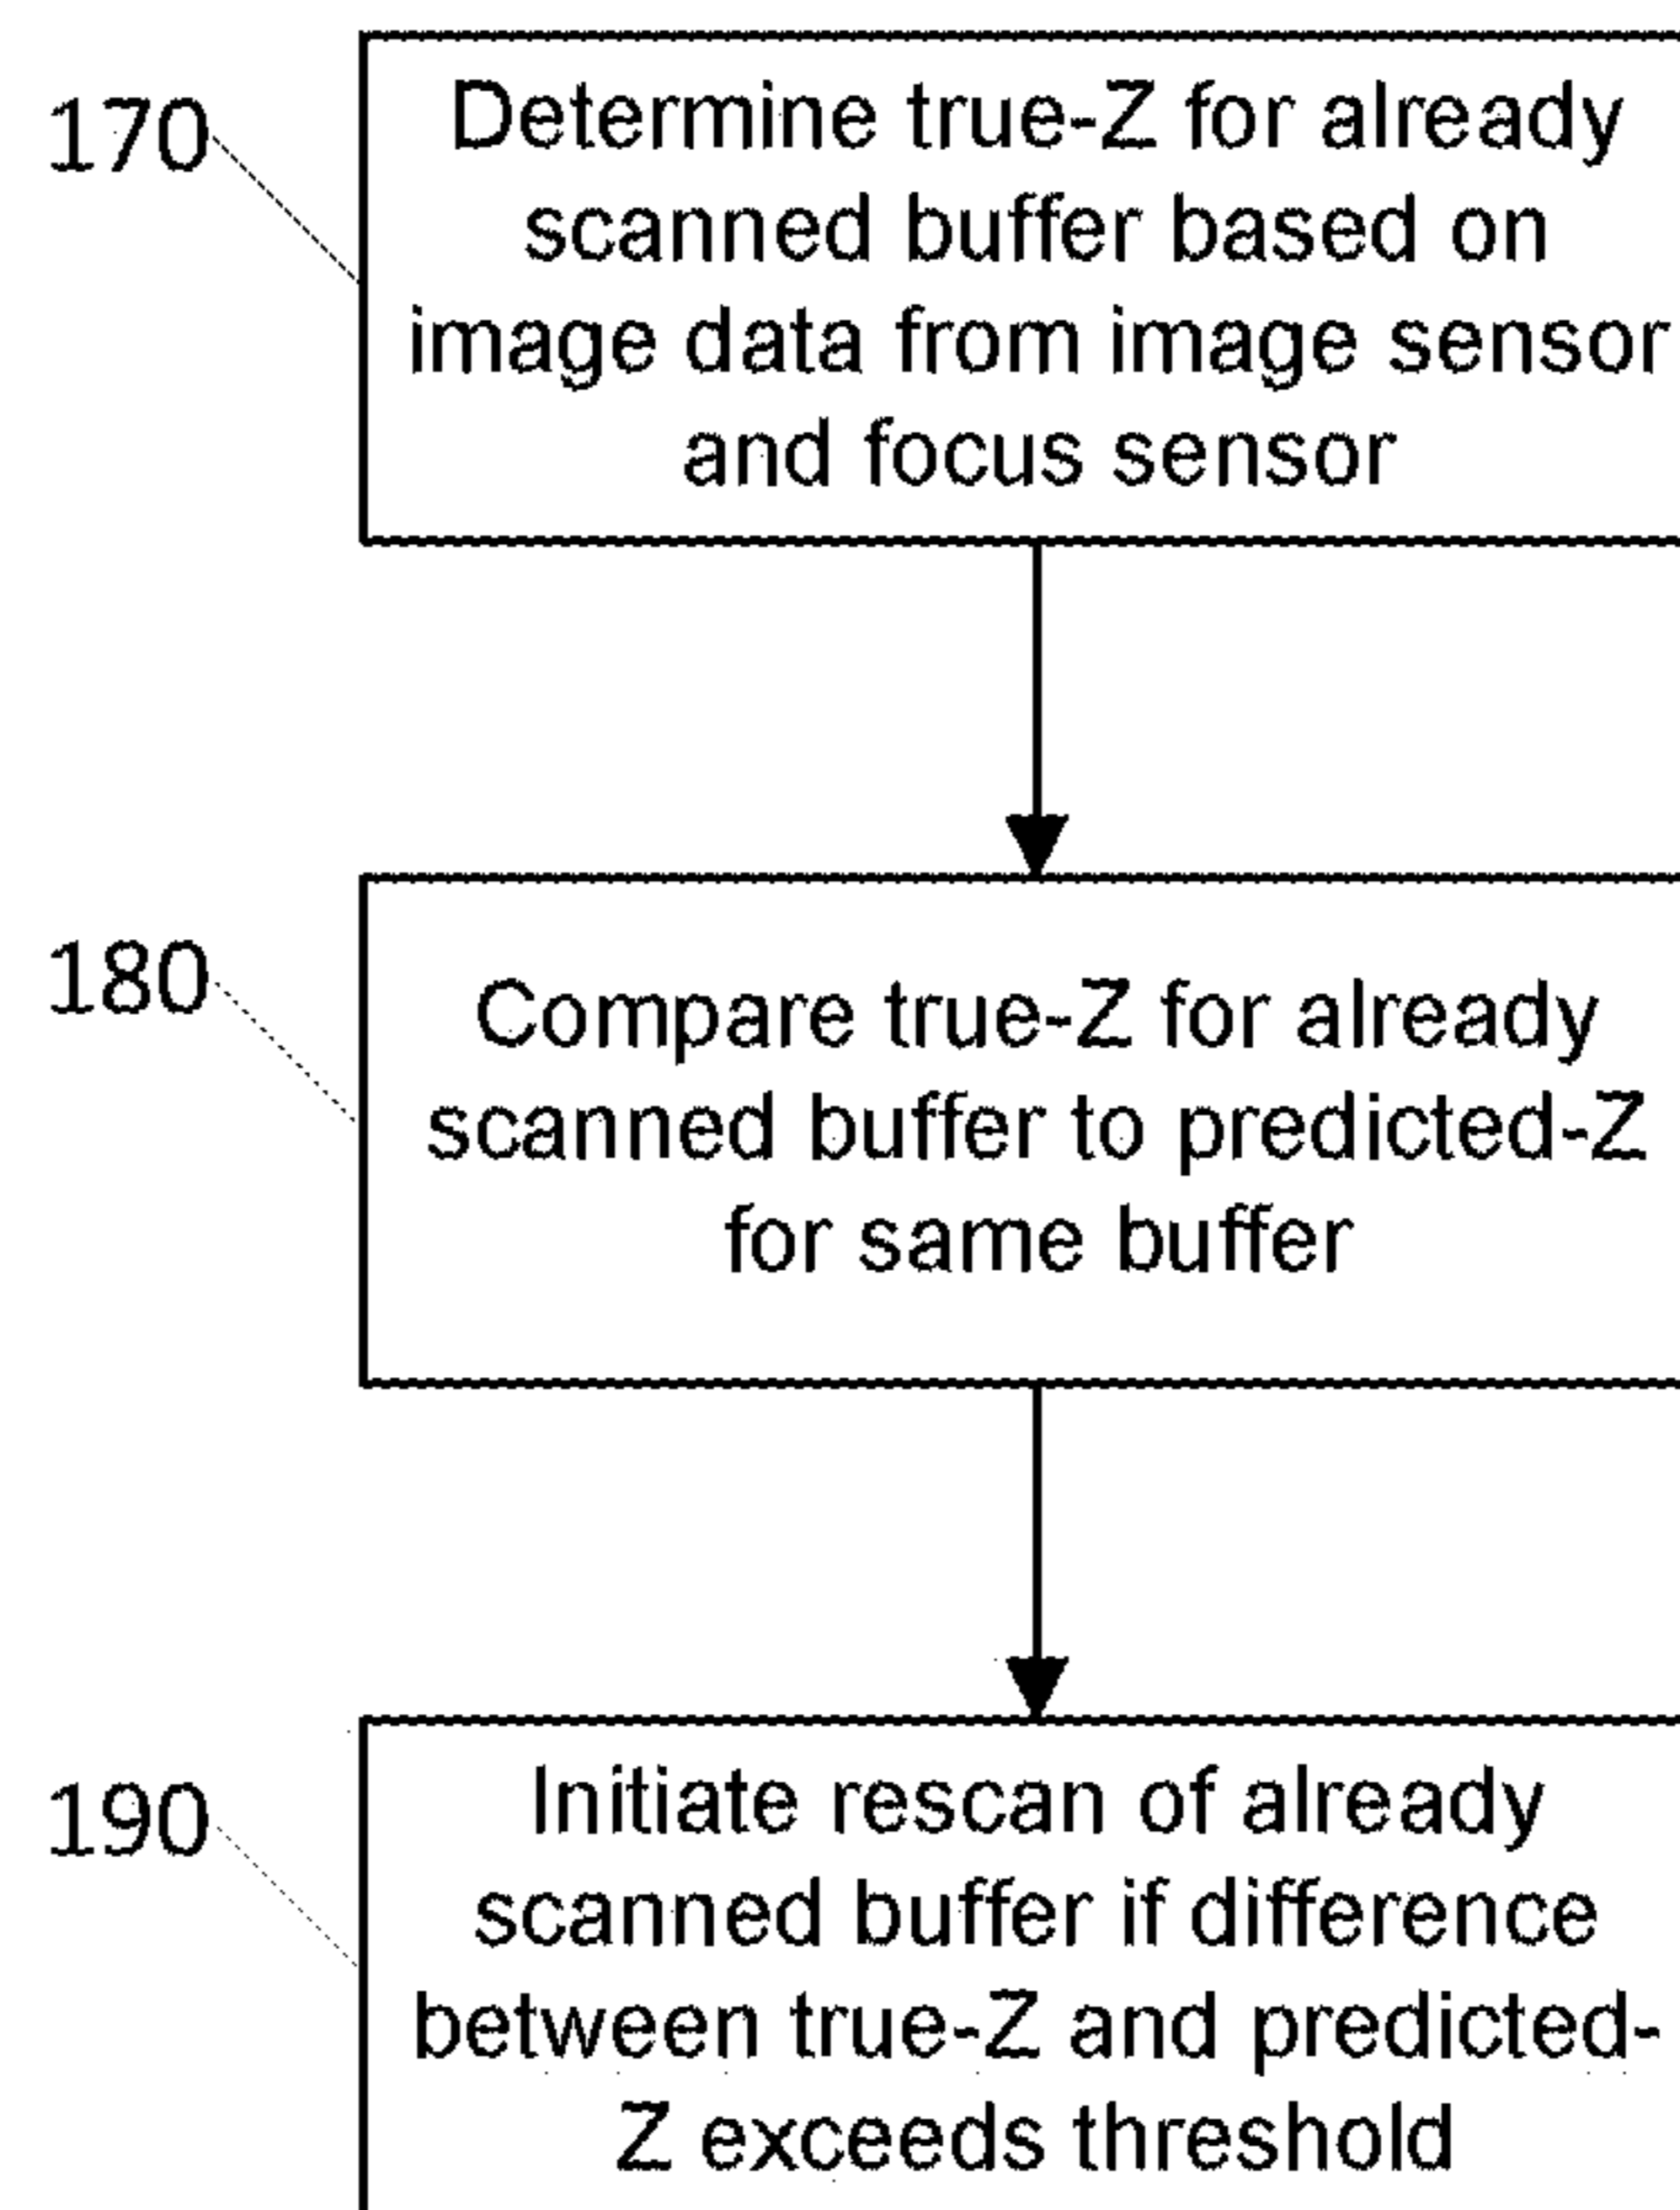 170
Determine true-Z for already
scanned buffer based on
image data from image sensor
and focus sensor
180
Compare true-Z for already
scanned buffer to predicted-Z
for same buffer
190
Initiate rescan of already
scanned buffer if difference
between true-Z and predicted-
Z exceeds threshold